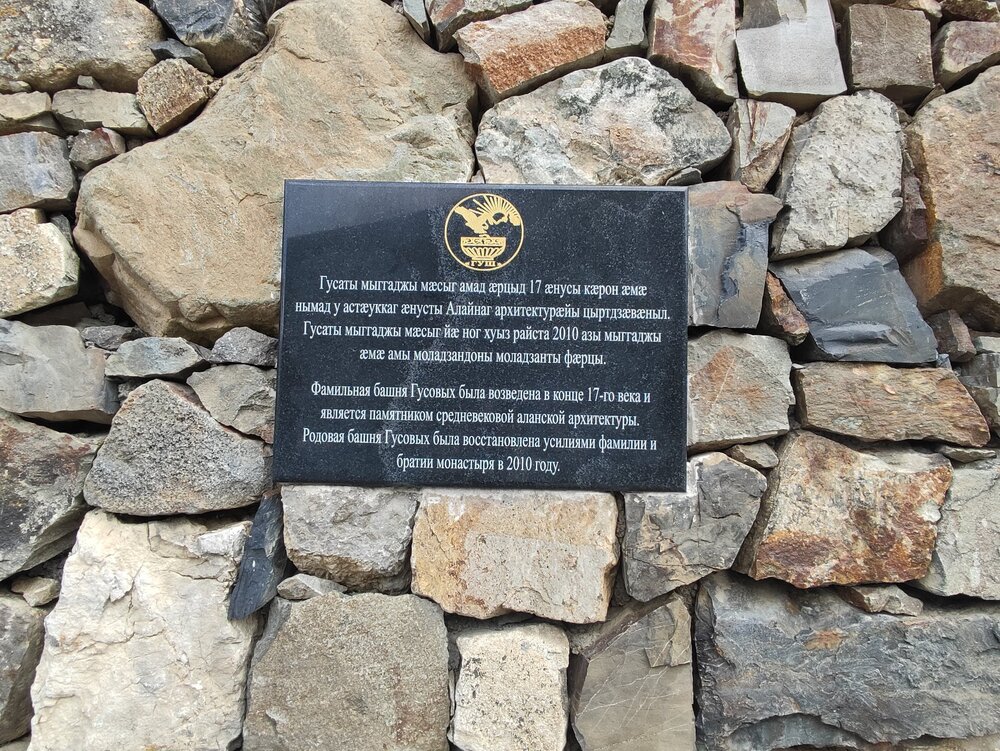 ГУШ
Гусаты мыггаджы мæсыг амад æрцыд 17 æнусы кæрон æмæ
нымад у астæуккаг æнусты Алайнаг архитектурæйы цыртдзæвæныл.
Гусаты мыггаджы мæсыг йæ ног хуыз райста 2010 азы мыггаджы
æмæ амы моладзандоны моладзанты фæрцы.
Фамильная башня Гусовых была возведена в конце 17-го века и
является памятником средневековой аланской архитектуры.
Родовая башня Гусовых была восстановлена усилиями фамилии и
братии монастыря в 2010 году.